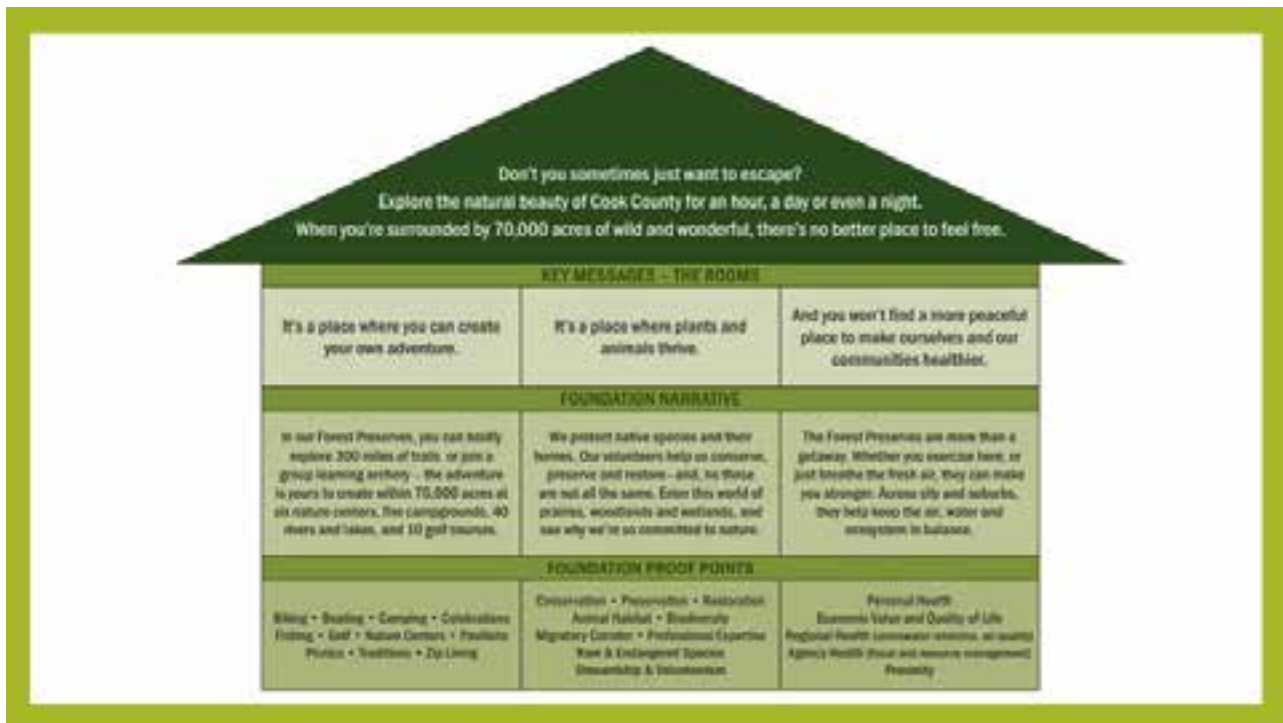 Don't you sometimes just want to escape?
Explore the natural beauty of Cook County for an hour, a day or even a night.
When you're surrounded by 70,000 acres of wild and wonderful, there's no better place to feel free.
KEY MESSAGES – THE ROOMS
It's a place where you can create
your own adventure.
It's a place where plants and
animals thrive.
And you won't find a more peaceful
place to make ourselves and our
communities healthier.
FOUNDATION NARRATIVE
In our Forest Preserves, you can boldly
explore 300 miles of trails or join a
group learning archery – the adventure
is yours to create within 70,000 acres at
six nature centers, five campgrounds, 40
rivers and lakes, and 10 golf courses.
We protect native species and their
homes. Our volunteers help us conserve,
preserve and restore – and, no those
are not all the same. Enter this world of
prairies, woodlands and wetlands, and
see why we're so committed to nature.
The Forest Preserves are more than a
getaway. Whether you exercise here, or
just breathe the fresh air, they can make
you stronger. Across city and suburbs,
they help keep the air, water and
ecosystem in balance.
FOUNDATION PROOF POINTS
Biking • Boating • Camping • Celebrations
Fishing • Golf • Nature Centers • Pavilions
Picnics • Traditions • Zip Lining
Conservation • Preservation • Restoration
Animal Habitat • Biodiversity
Migratory Corridor • Professional Expertise
Rare & Endangered Species
Stewardship & Volunteerism
Personal Health
Economic Value and Quality of Life
Regional Health (stormwater retention, air quality)
Agency Health (fiscal and resource management)
Proximity